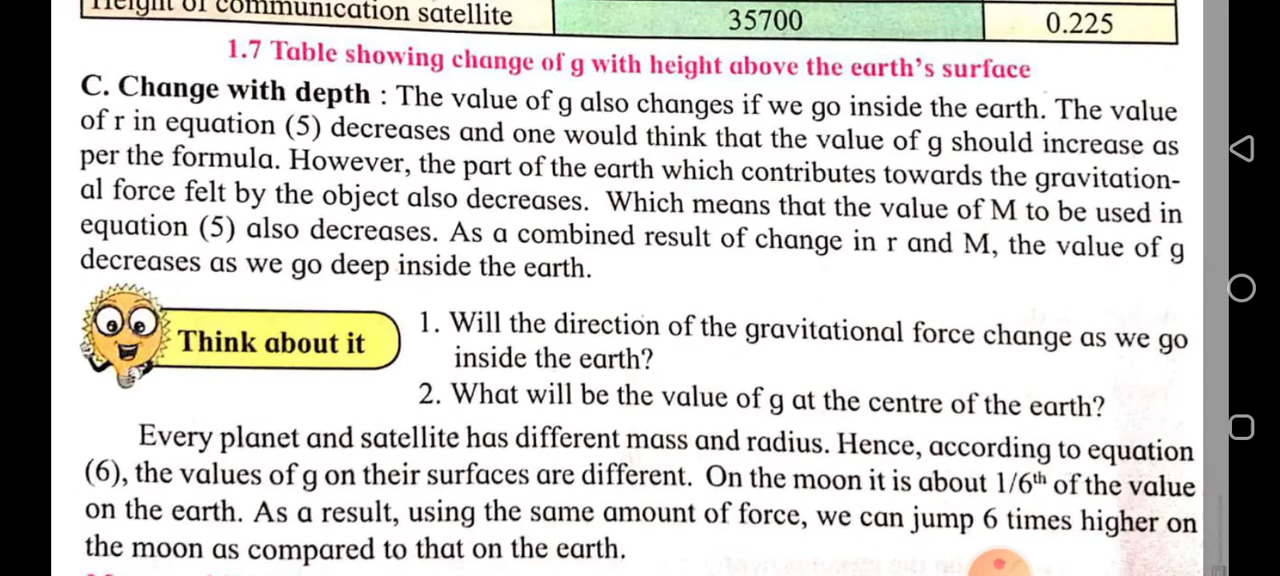 Height of communication satellite 35700 0.225
1.7 Table showing change of g with height above the earth's surface
C. Change with depth : The value of g also changes if we go inside the earth. The value
of r in equation (5) decreases and one would think that the value of g should increase as
per the formula. However, the part of the earth which contributes towards the gravitation-
al force felt by the object also decreases. Which means that the value of M to be used in
equation (5) also decreases. As a combined result of change in r and M, the value of g
decreases as we go deep inside the earth.
Think about it
1. Will the direction of the gravitational force change as we go
inside the earth?
2. What will be the value of g at the centre of the earth?
Every planet and satellite has different mass and radius. Hence, according to equation
(6), the values of g on their surfaces are different. On the moon it is about 1/6th of the value
on the earth. As a result, using the same amount of force, we can jump 6 times higher on
the moon as compared to that on the earth.